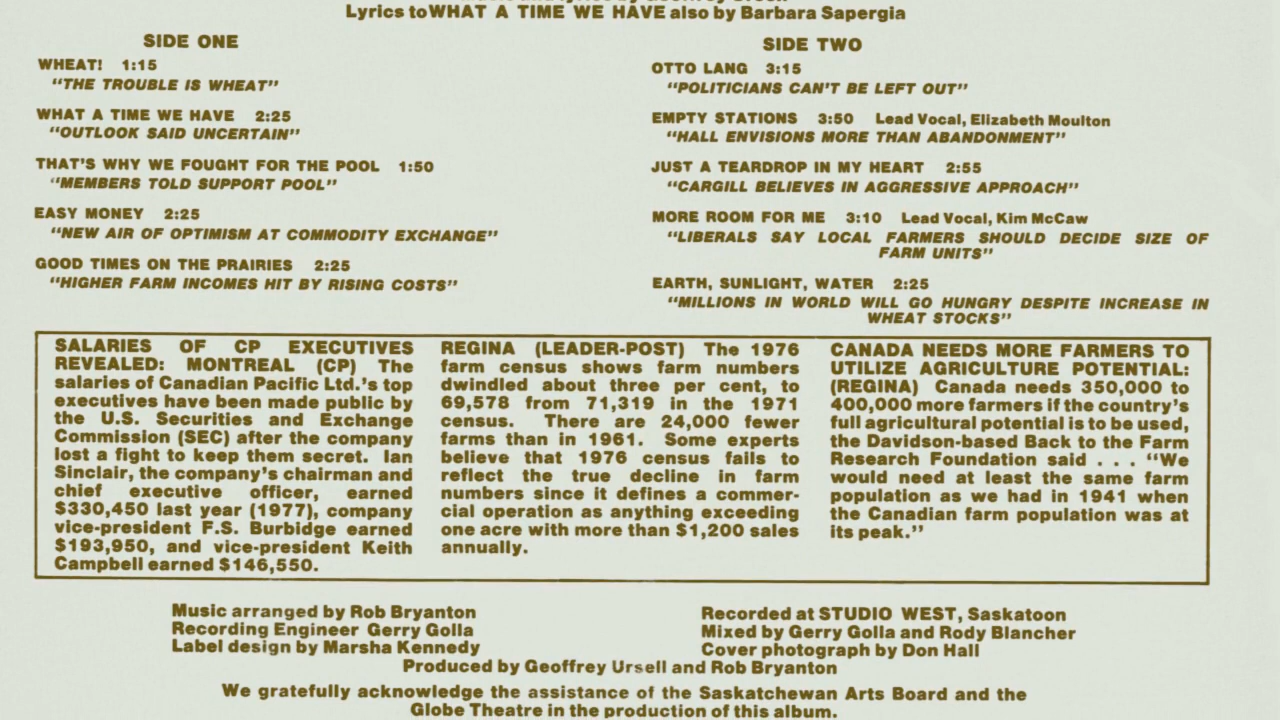 Lyrics to WHAT A TIME WE HAVE also by Barbara Sapergia
SIDE ONE
WHEAT! 1:15
"THE TROUBLE IS WHEAT"
WHAT A TIME WE HAVE 2:25
"OUTLOOK SAID UNCERTAIN"
THAT'S WHY WE FOUGHT FOR THE POOL 1:50
"MEMBERS TOLD SUPPORT POOL"
EASY MONEY 2:25
"NEW AIR OF OPTIMISM AT COMMODITY EXCHANGE"
GOOD TIMES ON THE PRAIRIES 2:25
"HIGHER FARM INCOMES HIT BY RISING COSTS"
SIDE TWO
OTTO LANG 3:15
"POLITICIANS CAN'T BE LEFT OUT"
EMPTY STATIONS 3:50 Lead Vocal, Elizabeth Moulton
"HALL ENVISIONS MORE THAN ABANDONMENT"
JUST A TEARDROP IN MY HEART 2:55
"CARGILL BELIEVES IN AGGRESSIVE APPROACH"
MORE ROOM FOR ME 3:10 Lead Vocal, Kim McCaw
"LIBERALS SAY LOCAL FARMERS SHOULD DECIDE SIZE OF
FARM UNITS"
EARTH, SUNLIGHT, WATER 2:25
"MILLIONS IN WORLD WILL GO HUNGRY DESPITE INCREASE IN
WHEAT STOCKS"
SALARIES OF CP EXECUTIVES
REVEALED: MONTREAL (CP) The
salaries of Canadian Pacific Ltd.'s top
executives have been made public by
the U.S. Securities and Exchange
Commission (SEC) after the company
lost a fight to keep them secret. Ian
Sinclair, the company's chairman and
chief executive officer, earned
$330,450 last year (1977), company
vice-president F.S. Burbidge earned
$193,950, and vice-president Keith
Campbell earned $146,550.
REGINA (LEADER-POST) The 1976
farm census shows farm numbers
dwindled about three per cent, to
69,578 from 71,319 in the 1971
census. There are 24,000 fewer
farms than in 1961. Some experts
believe that 1976 census fails to
reflect the true decline in farm
numbers since it defines a commer-
cial operation as anything exceeding
one acre with more than $1,200 sales
annually.
CANADA NEEDS MORE FARMERS TO
UTILIZE AGRICULTURE POTENTIAL:
(REGINA) Canada needs 350,000 to
400,000 more farmers if the country's
full agricultural potential is to be used,
the Davidson-based Back to the Farm
Research Foundation said . . . "We
would need at least the same farm
population as we had in 1941 when
the Canadian farm population was at
its peak."
Music arranged by Rob Bryanton
Recording Engineer Gerry Golla
Label design by Marsha Kennedy
Recorded at STUDIO WEST, Saskatoon
Mixed by Gerry Golla and Rody Blancher
Cover photograph by Don Hall
Produced by Geoffrey Ursell and Rob Bryanton
We gratefully acknowledge the assistance of the Saskatchewan Arts Board and the
Globe Theatre in the production of this album.